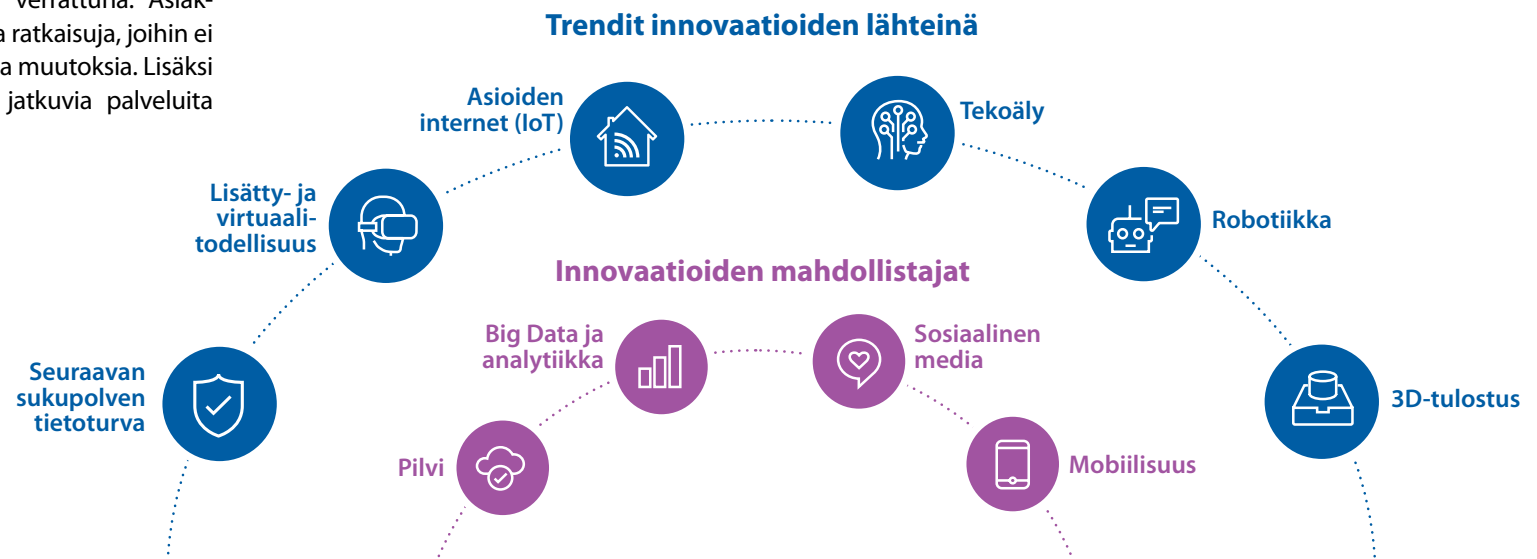 verrattuna. Asiak-
ratkaisuja, joihin ei
muutoksia. Lisäksi
jatkuvia palveluita
Trendit innovaatioiden lähteinä
Asioiden
internet (IoT)
Tekoäly
Lisätty- ja
virtuaali-
todellisuus
Robotiikka
Innovaatioiden mahdollistajat
Big Data ja
analytiikka
Sosiaalinen
media
Seuraavan
sukupolven
tietoturva
3D-tulostus
Pilvi
Mobiilisuus